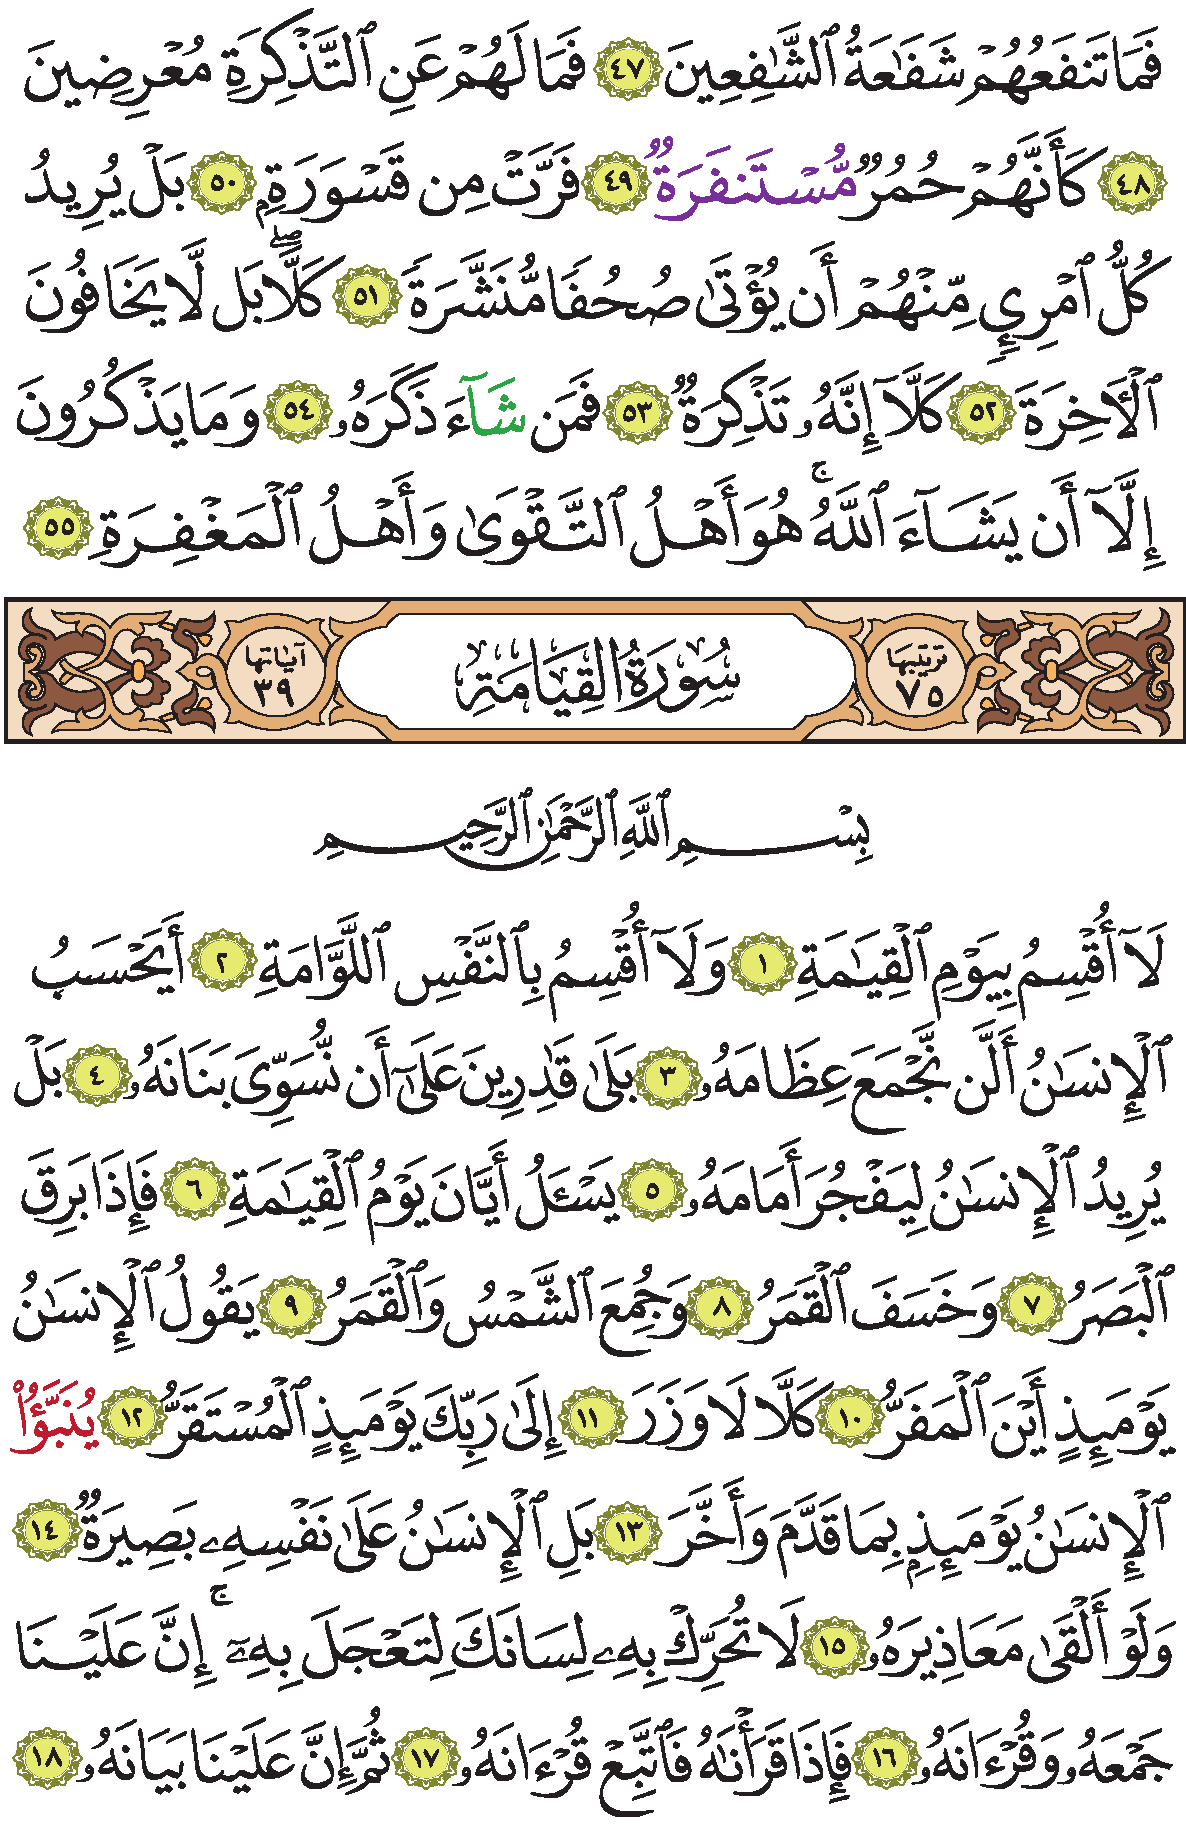 فَمَا تَنفَعُهُمْ شَفَٰعَةُ ٱلشَّٰفِعِينَ ٤٧ فَمَا لَهُمْ عَنِ ٱلتَّذْكِرَةِ مُعْرِضِينَ
٤٨ كَأَنَّهُمْ حُمُرٌ مُّسْتَنفَرَةٌ ٤٩ فَرَّتْ مِن قَسْوَرَةِۭ ٥٠ بَلْ يُرِيدُ
كُلُّ ٱمْرِيٕٖ مِّنْهُمْ أَن يُؤْتَىٰ صُحُفًا مُّنَشَّرَةً ٥١ كَلَّاۖ بَل لَّا يَخَافُونَ
ٱلْأٓخِرَةَ ٥٢ كَلَّآ إِنَّهُۥ تَذْكِرَةٌ ٥٣ فَمَن شَآءَ ذَكَرَهُۥ ٥٤ وَمَا يَذْكُرُونَ
إِلَّآ أَن يَشَآءَ ٱللَّهُۚ هُوَ أَهْلُ ٱلتَّقْوَىٰ وَأَهْلُ ٱلْمَغْفِرَةِ ٥٥
تَرْتِيبُهَا ٧٥ سُورَةُ القِيَامَةِ آيَاتُهَا ٣٩
بِسْمِ ٱللَّهِ ٱلرَّحْمَٰنِ ٱلرَّحِيمِ
لَآ أُقْسِمُ بِيَوْمِ ٱلْقِيَٰمَةِ ١ وَلَآ أُقْسِمُ بِٱلنَّفْسِ ٱللَّوَّامَةِ ٢ أَيَحْسَبُ
ٱلْإِنسَٰنُ أَلَّن نَّجْمَعَ عِظَامَهُۥ ٣ بَلَىٰ قَٰدِرِينَ عَلَىٰٓ أَن نُّسَوِّىَ بَنَانَهُۥ ٤ بَلْ
يُرِيدُ ٱلْإِنسَٰنُ لِيَفْجُرَ أَمَامَهُۥ ٥ يَسْـَٔلُ أَيَّانَ يَوْمُ ٱلْقِيَٰمَةِ ٦ فَإِذَا بَرِقَ
ٱلْبَصَرُ ٧ وَخَسَفَ ٱلْقَمَرُ ٨ وَجُمِعَ ٱلشَّمْسُ وَٱلْقَمَرُ ٩ يَقُولُ ٱلْإِنسَٰنُ
يَوْمَئِذٍ أَيْنَ ٱلْمَفَرُّ ١٠ كَلَّا لَا وَزَرَ ١١ إِلَىٰ رَبِّكَ يَوْمَئِذٍ ٱلْمُسْتَقَرُّ ١٢ يُنَبَّؤُا۟
ٱلْإِنسَٰنُ يَوْمَئِذِۭ بِمَا قَدَّمَ وَأَخَّرَ ١٣ بَلِ ٱلْإِنسَٰنُ عَلَىٰ نَفْسِهِۦ بَصِيرَةٌ ١٤
وَلَوْ أَلْقَىٰ مَعَاذِيرَهُۥ ١٥ لَا تُحَرِّكْ بِهِۦ لِسَانَكَ لِتَعْجَلَ بِهِۦٓۚ إِنَّ عَلَيْنَا
جَمْعَهُۥ وَقُرْءَانَهُۥ ١٦ فَإِذَا قَرَأْنَٰهُ فَٱتَّبِعْ قُرْءَانَهُۥ ١٧ ثُمَّ إِنَّ عَلَيْنَا بَيَانَهُۥ ١٨